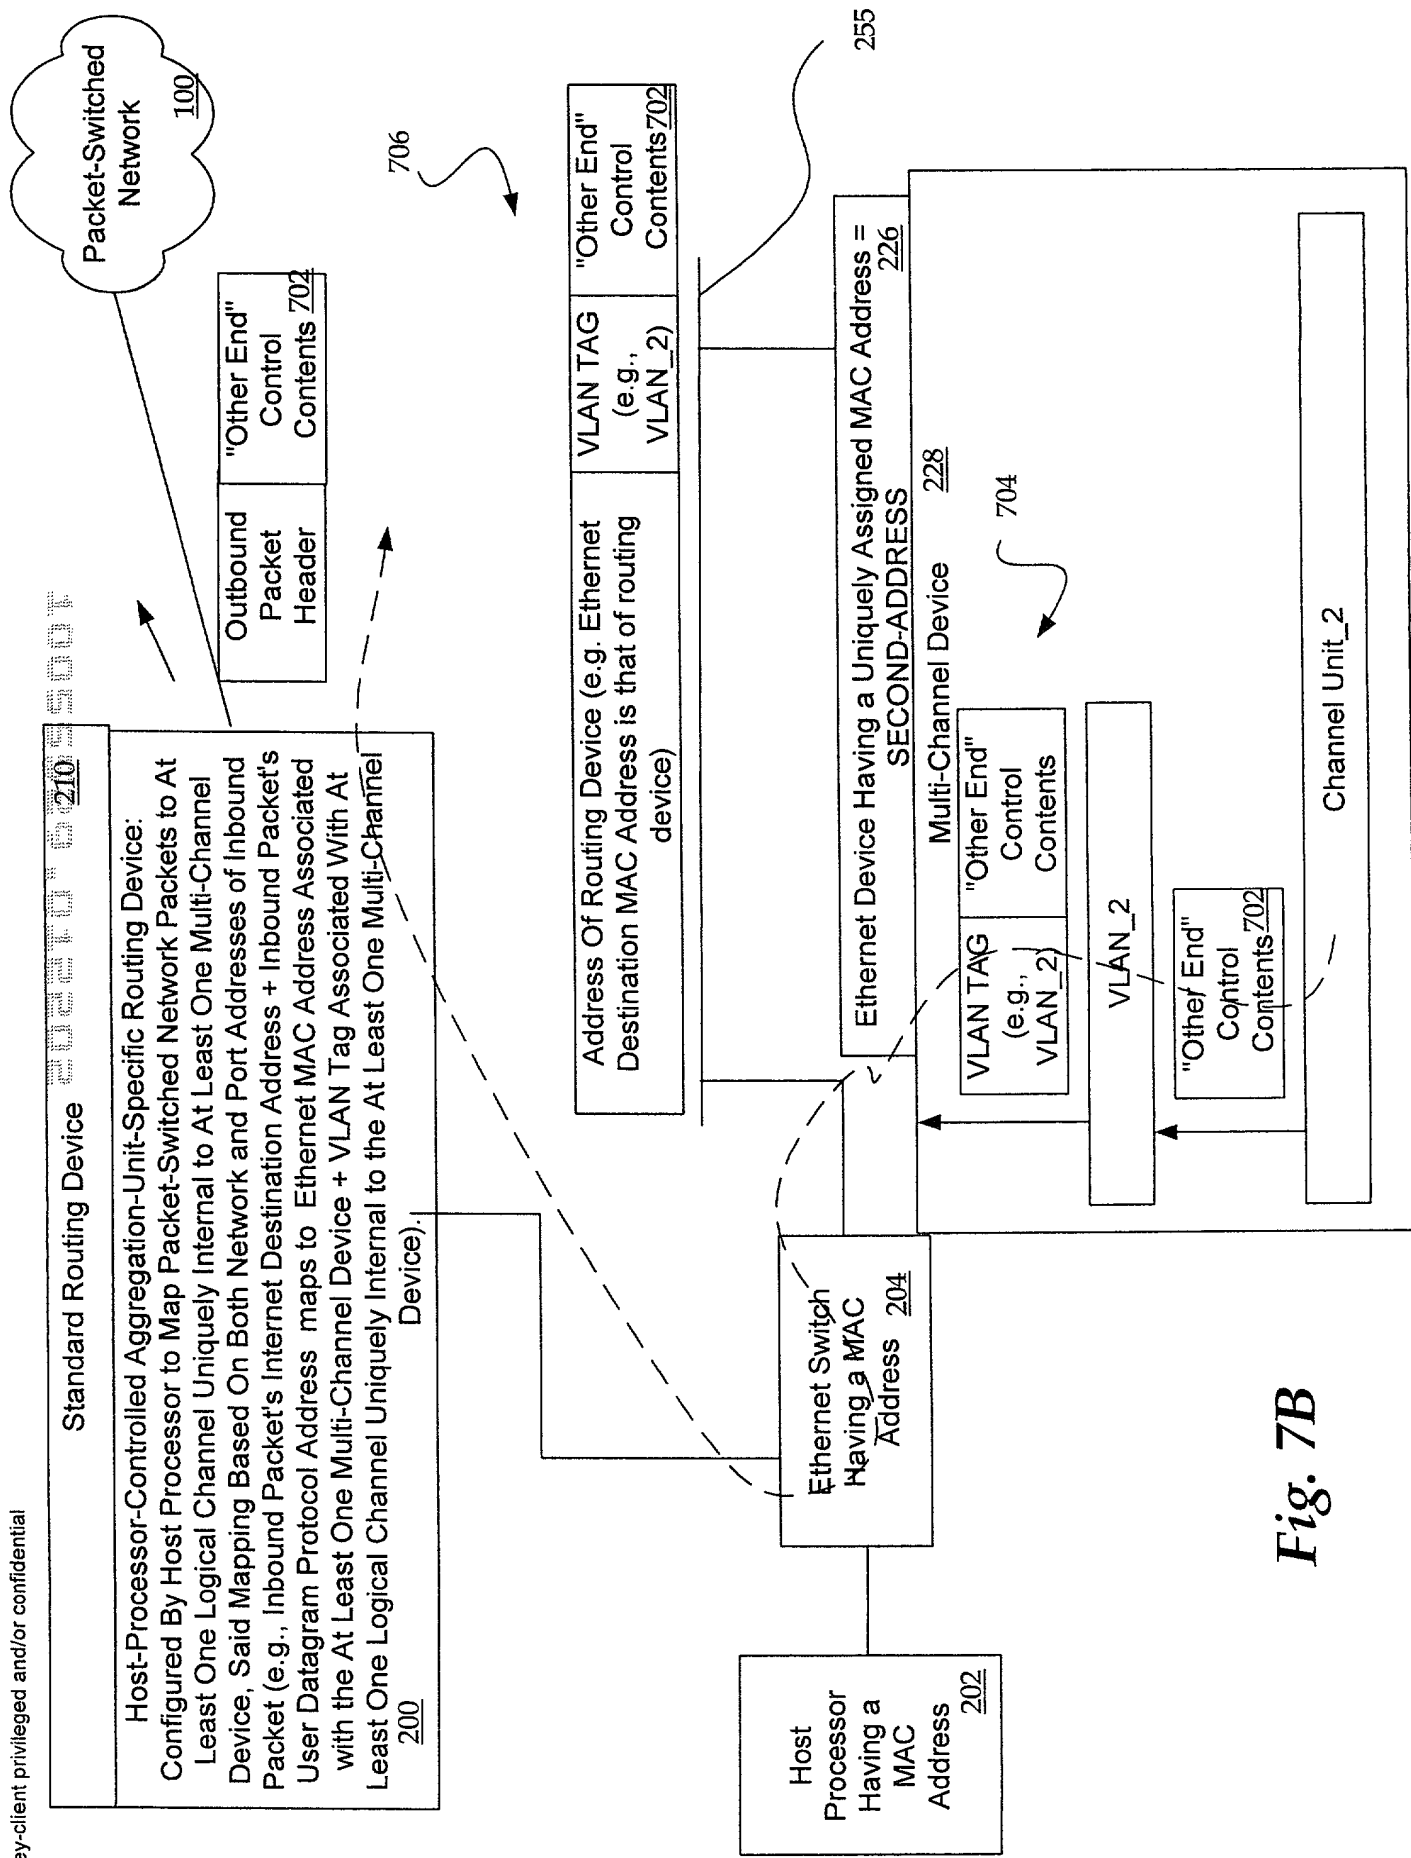 ey-client privileged and/or confidential
Standard Routing Device
210
Host-Processor-Controlled Aggregation-Unit-Specific Routing Device:
Configured By Host Processor to Map Packet-Switched Network Packets to At
Least One Logical Channel Uniquely Internal to At Least One Multi-Channel
Device, Said Mapping Based On Both Network and Port Addresses of Inbound
Packet (e.g., Inbound Packet's Internet Destination Address + Inbound Packet's
User Datagram Protocol Address maps to Ethernet MAC Address Associated
with the At Least One Multi-Channel Device + VLAN Tag Associated With At
Least One Logical Channel Uniquely Internal to the At Least One Multi-Channel
Device).
200
Packet-Switched
Network
100
Outbound
Packet
Header
"Other End"
Control
Contents 702
706
Address Of Routing Device (e.g. Ethernet
Destination MAC Address is that of routing
device)
VLAN TAG
(e.g.,
VLAN_2)
"Other End"
Control
Contents 702
255
Host
Processor
Having a
MAC
Address
202
Ethernet Switch
Having a MAC
Address 204
Ethernet Device Having a Uniquely Assigned MAC Address =
SECOND-ADDRESS
226
Multi-Channel Device
228
704
VLAN TAG
(e.g.,
VLAN_2)
"Other End"
Control
Contents
VLAN_2
"Other End"
Control
Contents 702
Channel Unit_2
Fig. 7B